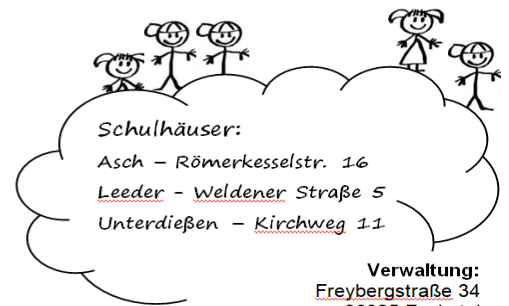 Schulhäuser:
Asch – Römerkesselstr. 16
Leeder - Weldener Straße 5
Unterdießen – Kirchweg 11
Verwaltung:
Freybergstraße 34